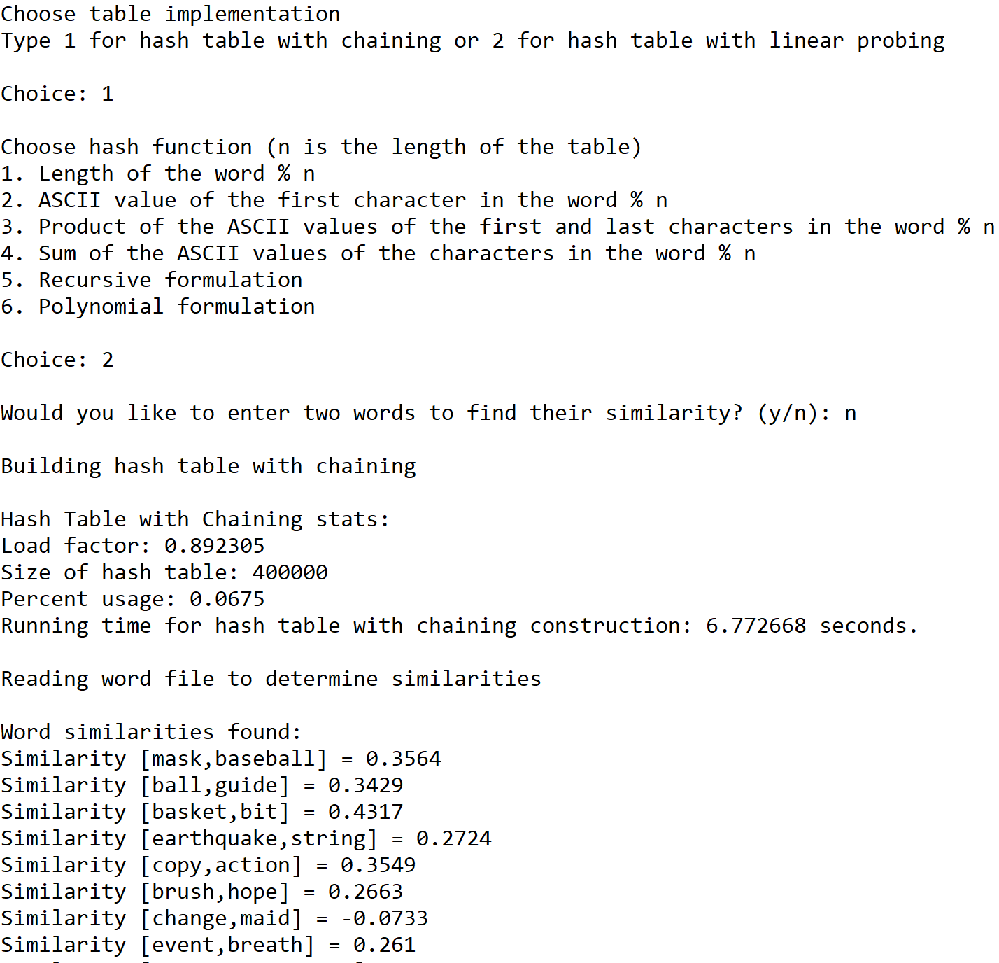 Choose table implementation
Type 1 for hash table with chaining or 2 for hash table with linear probing
Choice: 1
Choose hash function (n is the length of the table)
1. Length of the word % n
2. ASCII value of the first character in the word % n
3. Product of the ASCII values of the first and last characters in the word % n
4. Sum of the ASCII values of the characters in the word % n
5. Recursive formulation
6. Polynomial formulation
Choice: 2
Would you like to enter two words to find their similarity? (y/n): n
Building hash table with chaining
Hash Table with Chaining stats:
Load factor: 0.892305
Size of hash table: 400000
Percent usage: 0.0675
Running time for hash table with chaining construction: 6.772668 seconds.
Reading word file to determine similarities
Word similarities found:
Similarity [mask,baseball] = 0.3564
Similarity [ball,guide] = 0.3429
Similarity [basket,bit] = 0.4317
Similarity [earthquake,string] = 0.2724
Similarity [copy,action] = 0.3549
Similarity [brush,hope] = 0.2663
Similarity [change,maid] = -0.0733
Similarity [event,breath] = 0.261